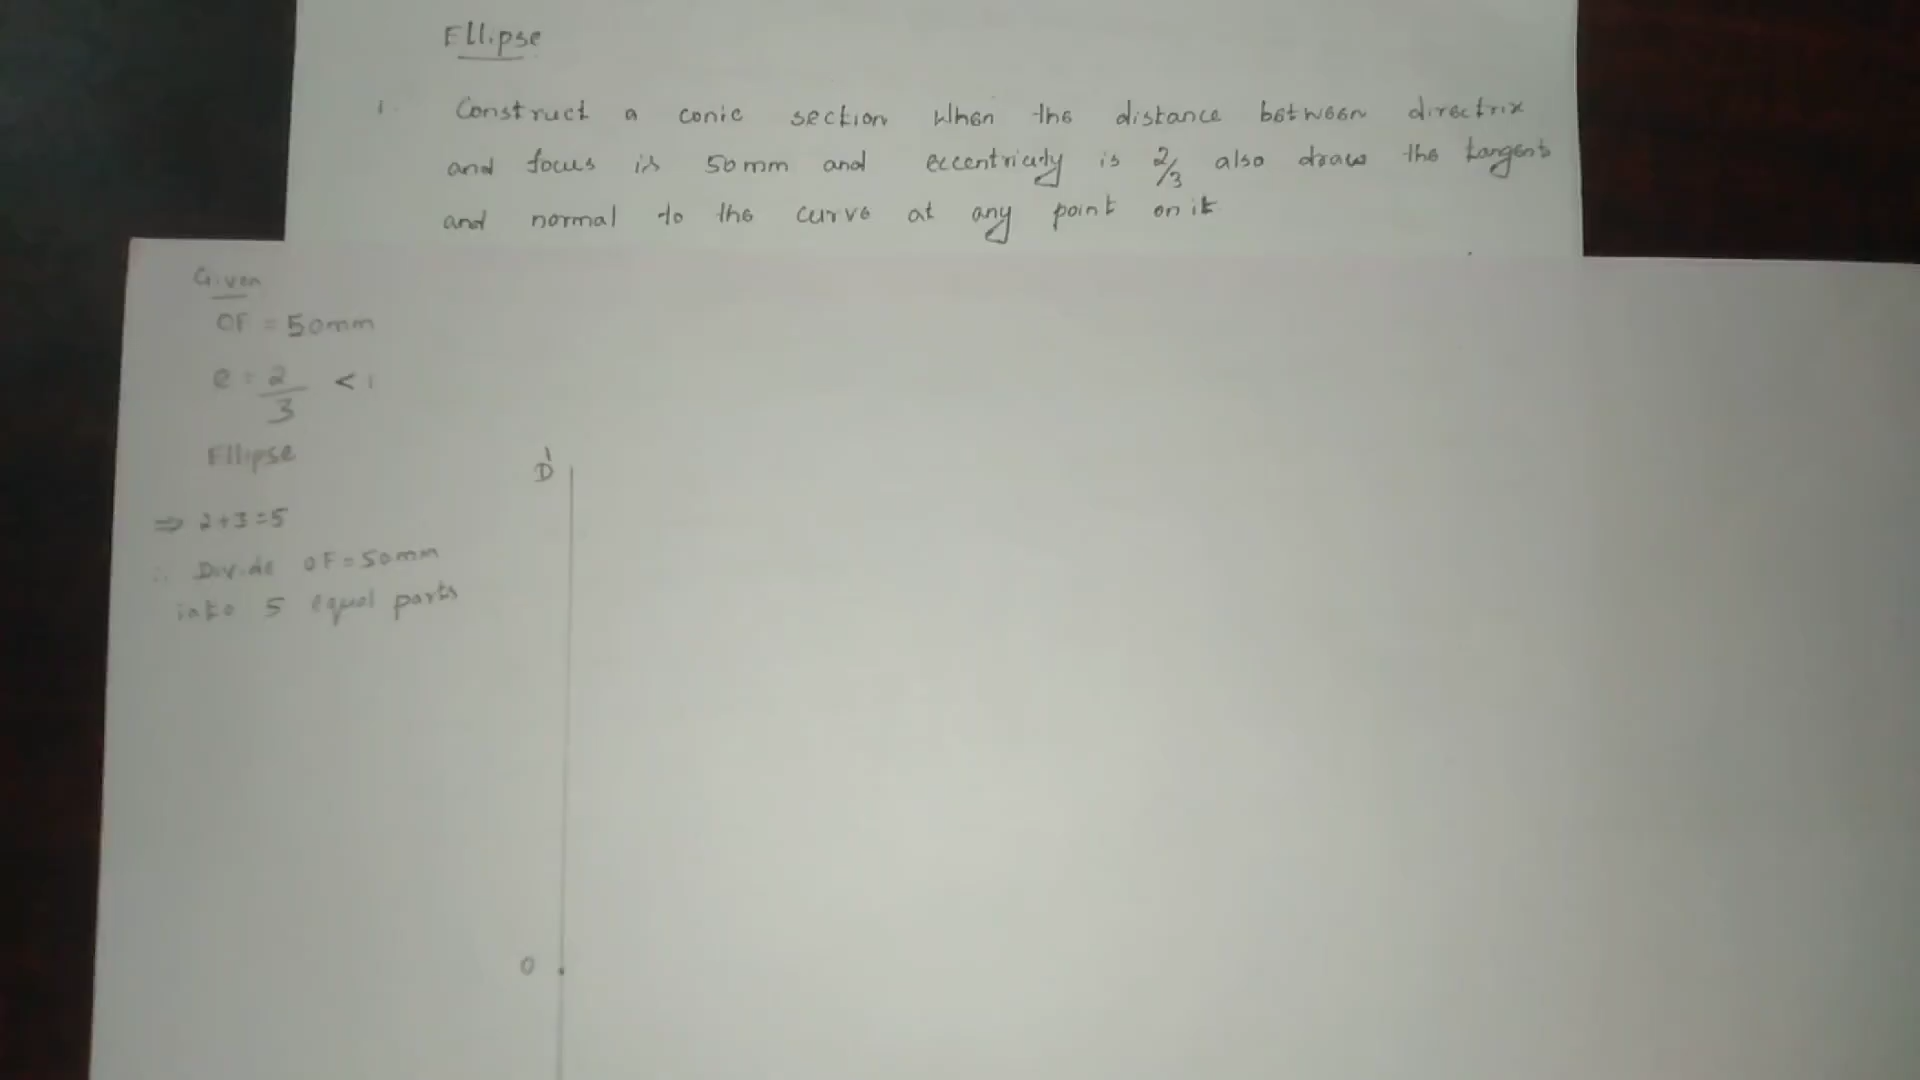 Ellipse
1. Construct a conic section when the distance between directrix
and focus is 50mm and eccentricity is 2/3 also draw the tangent
and normal to the curve at any point on it
Given
OF = 50mm
e = 2/3 < 1
Ellipse
⇒ 2+3=5
∴ Divide OF=50mm
into 5 equal parts
D'
O